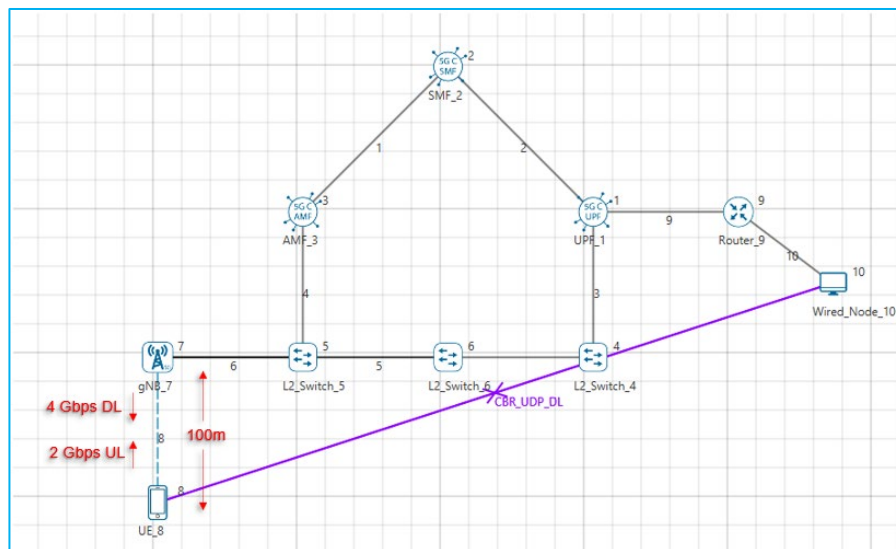 5G C
SMF
2
SMF_2
1
2
5G C
AMF
3
AMF_3
5G C
UPF
1
UPF_1
9
9
Router_9
10
10
Wired_Node_10
4
3
7
gNB_7
6
5
L2_Switch_5
5
6
L2_Switch_6
4
L2_Switch_4
CBR_UDP_DL
4 Gbps DL
100m
8
2 Gbps UL
8
UE_8